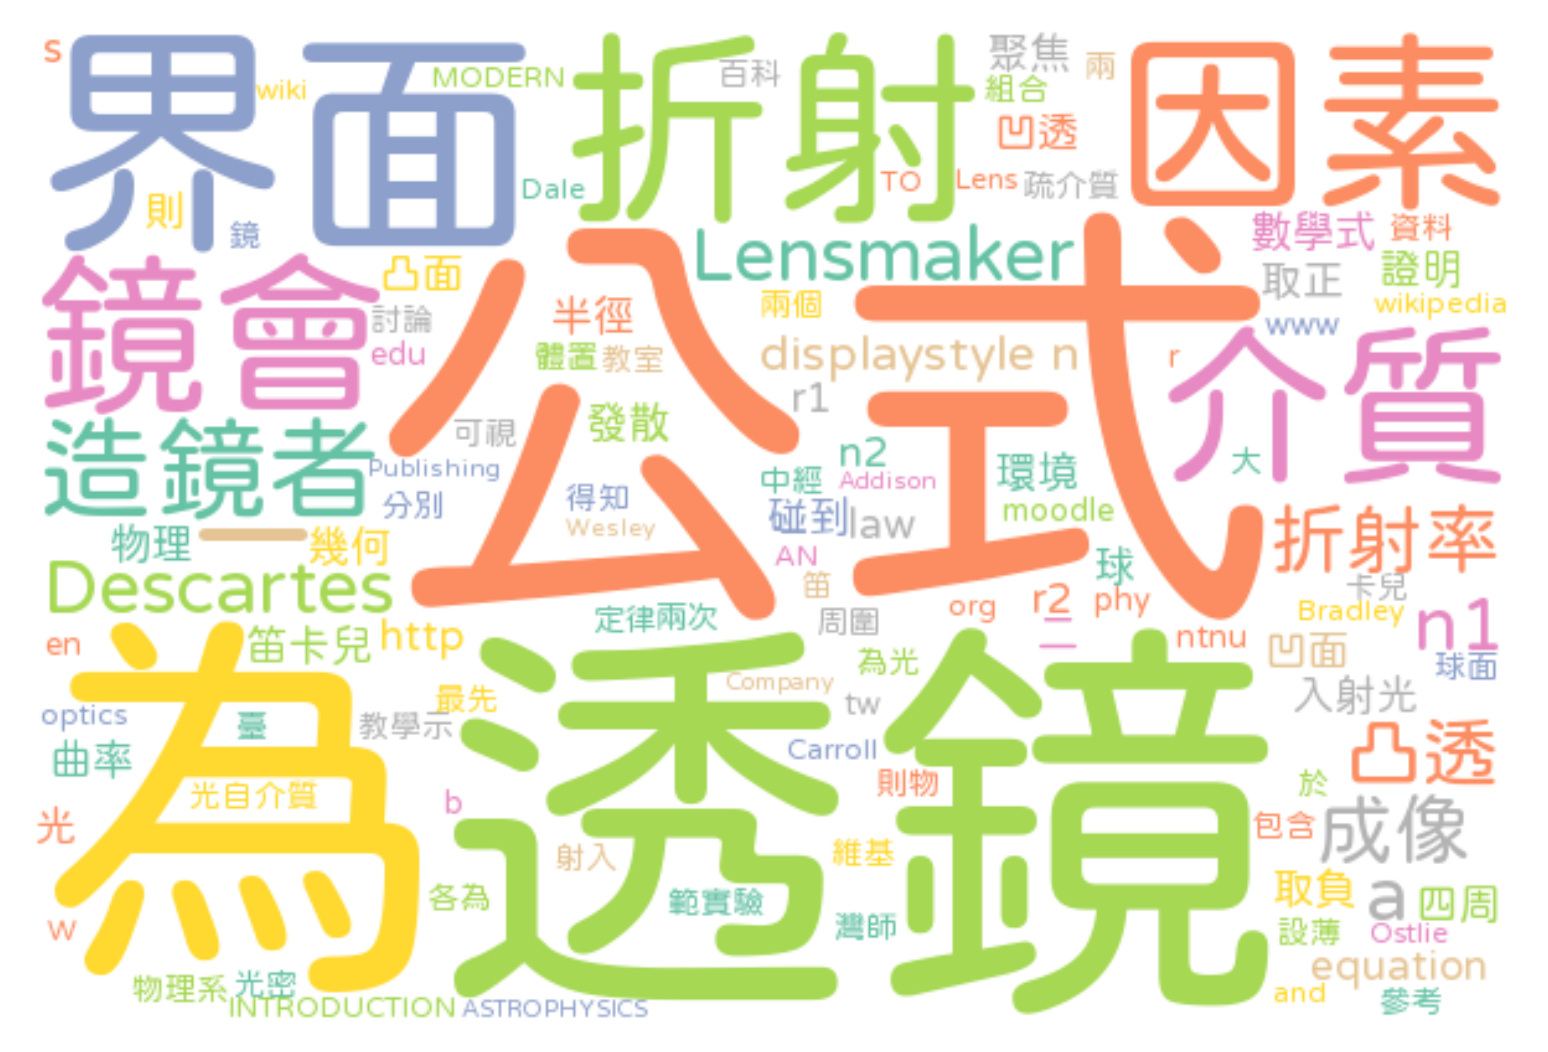 s
界面
wiki
MODERN
折射
百科
聚焦
兩
組合
凹透
因素
則
鏡
Dale
TO
Lens
疏介質
數學式
資料
鏡會
凸面
Lensmaker
取正
證明
討論
半徑
兩個
公式
www
wikipedia
edu
體置
教室
displaystyle n
r
介質
造鏡者
可視
發散
r1
n2
環境
大
Publishing
分別
得知
中經
Addison
Wesley
碰到
law
moodle
物理
一
幾何
AN
球
折射率
Descartes
笛
卡兒
定律兩次
周圍
org
r2
phy
Bradley
n1
en
笛卡兒
http
為光
二
ntnu
凹面
球面
為
透鏡
最先
Company
tw
入射光
optics
臺
教學示
Carroll
凸透
曲率
光自介質
b
則物
於
光
射入
維基
包含
成像
各為
範實驗
灣師
取負
a
四周
w
設薄
Ostlie
物理系
光密
equation
INTRODUCTION
ASTROPHYSICS
and
參考